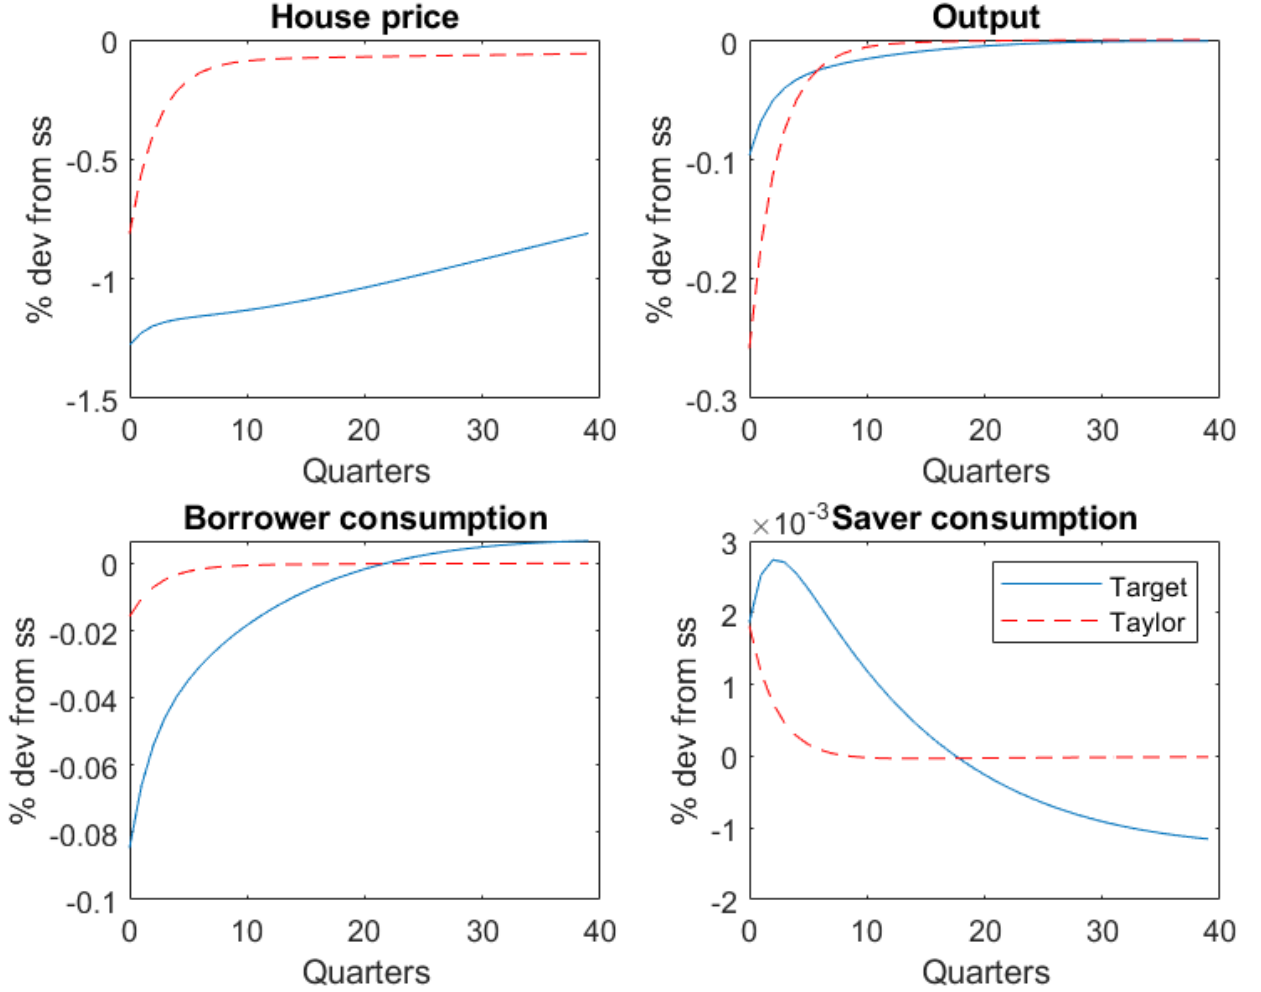 House price
0
-0.5
-1
-1.5
% dev from ss
0 10 20 30 40
Quarters
Output
0
-0.1
-0.2
-0.3
% dev from ss
0 10 20 30 40
Quarters
Borrower consumption
0
-0.02
-0.04
-0.06
-0.08
-0.1
% dev from ss
0 10 20 30 40
Quarters
×10⁻³ Saver consumption
3
2
1
0
-1
-2
% dev from ss
Target
Taylor
0 10 20 30 40
Quarters